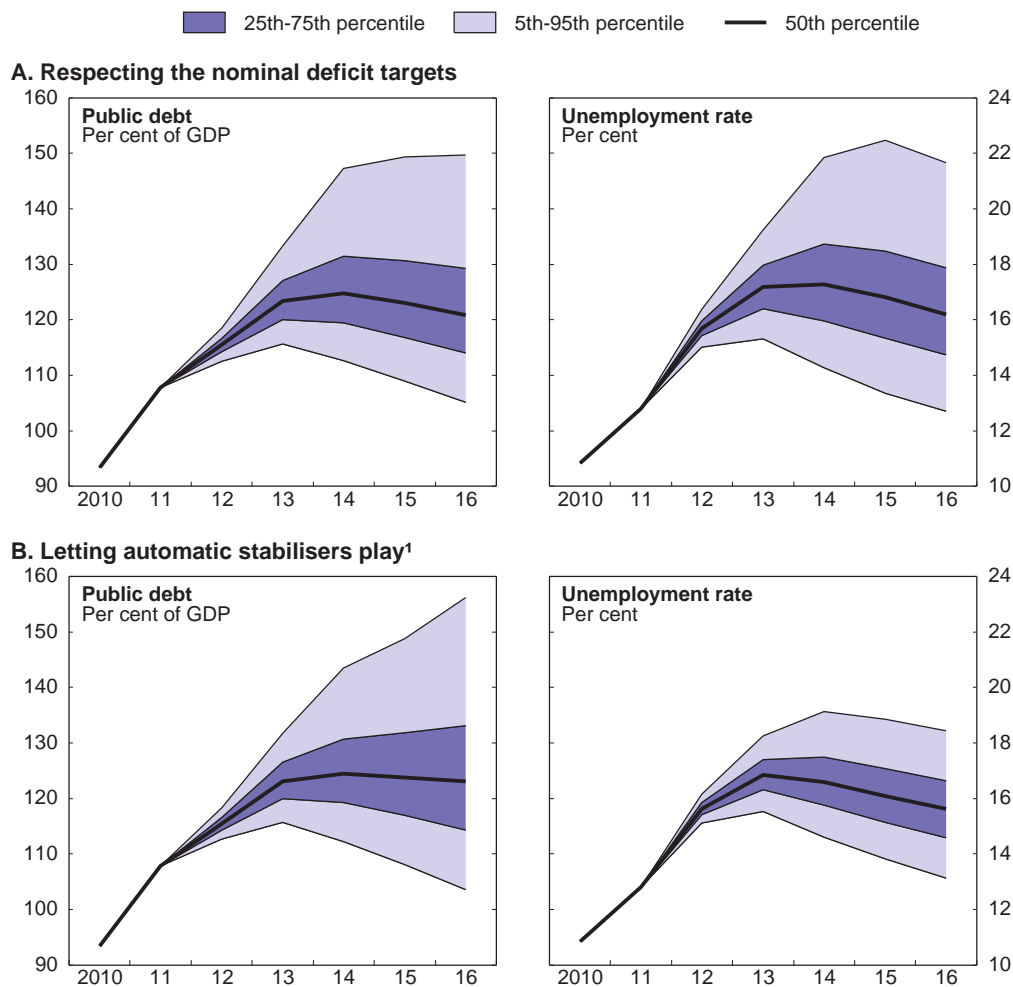 25th-75th percentile 5th-95th percentile 50th percentile
A. Respecting the nominal deficit targets
Public debt
Per cent of GDP
160
150
140
130
120
110
100
90
2010 11 12 13 14 15 16
Unemployment rate
Per cent
24
22
20
18
16
14
12
10
2010 11 12 13 14 15 16
B. Letting automatic stabilisers play¹
Public debt
Per cent of GDP
160
150
140
130
120
110
100
90
2010 11 12 13 14 15 16
Unemployment rate
Per cent
24
22
20
18
16
14
12
10
2010 11 12 13 14 15 16